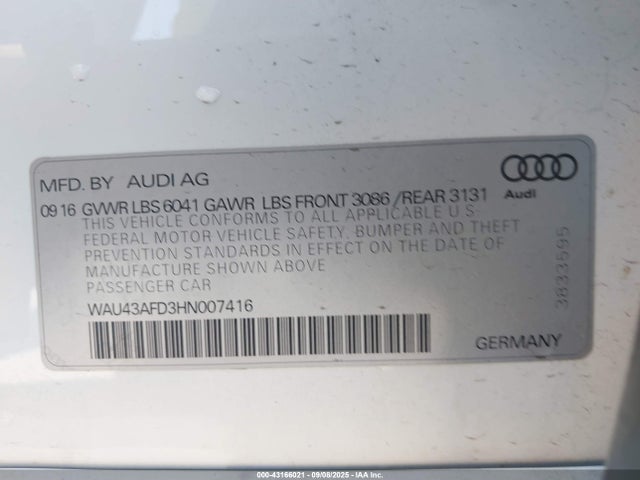 MFD. BY AUDI AG
Audi
09 16 GVWR LBS 6041 GAWR LBS FRONT 3086 / REAR 3131
THIS VEHICLE CONFORMS TO ALL APPLICABLE U S
FEDERAL MOTOR VEHICLE SAFETY, BUMPER AND THEFT
PREVENTION STANDARDS IN EFFECT ON THE DATE OF
MANUFACTURE SHOWN ABOVE
PASSENGER CAR
3833595
WAU43AFD3HN007416
GERMANY
000-43166021 - 09/08/2025 - IAA Inc.